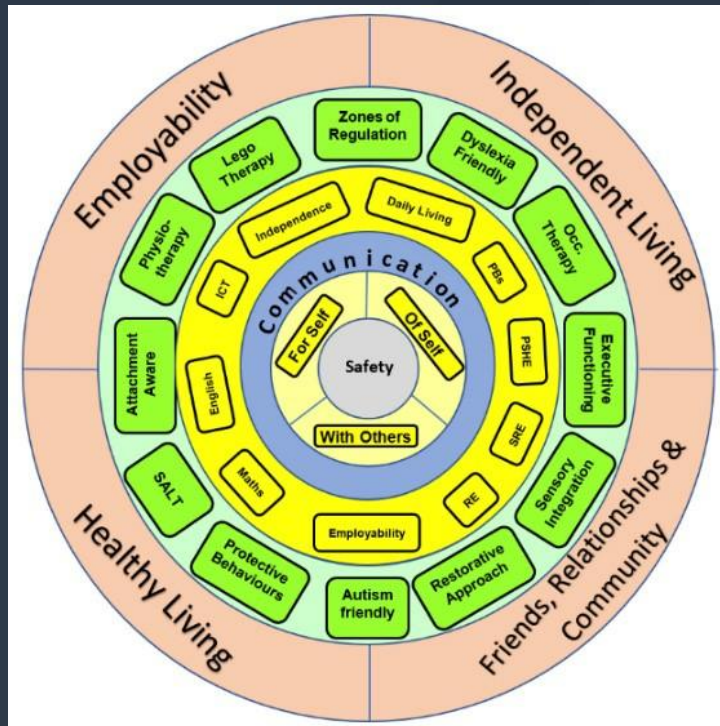 Employability
Independent Living
Friends, Relationships &
Community
Healthy Living
Zones of
Regulation
Dyslexia
Friendly
Occ.
Therapy
Executive
Functioning
Sensory
Integration
Restorative
Approach
Autism
friendly
Protective
Behaviours
SALT
Attachment
Aware
Physio-
therapy
Lego
Therapy
Independence
Daily Living
PBs
PSHE
SRE
RE
Employability
Maths
English
ICT
Communication
For Self
Of Self
With Others
Safety